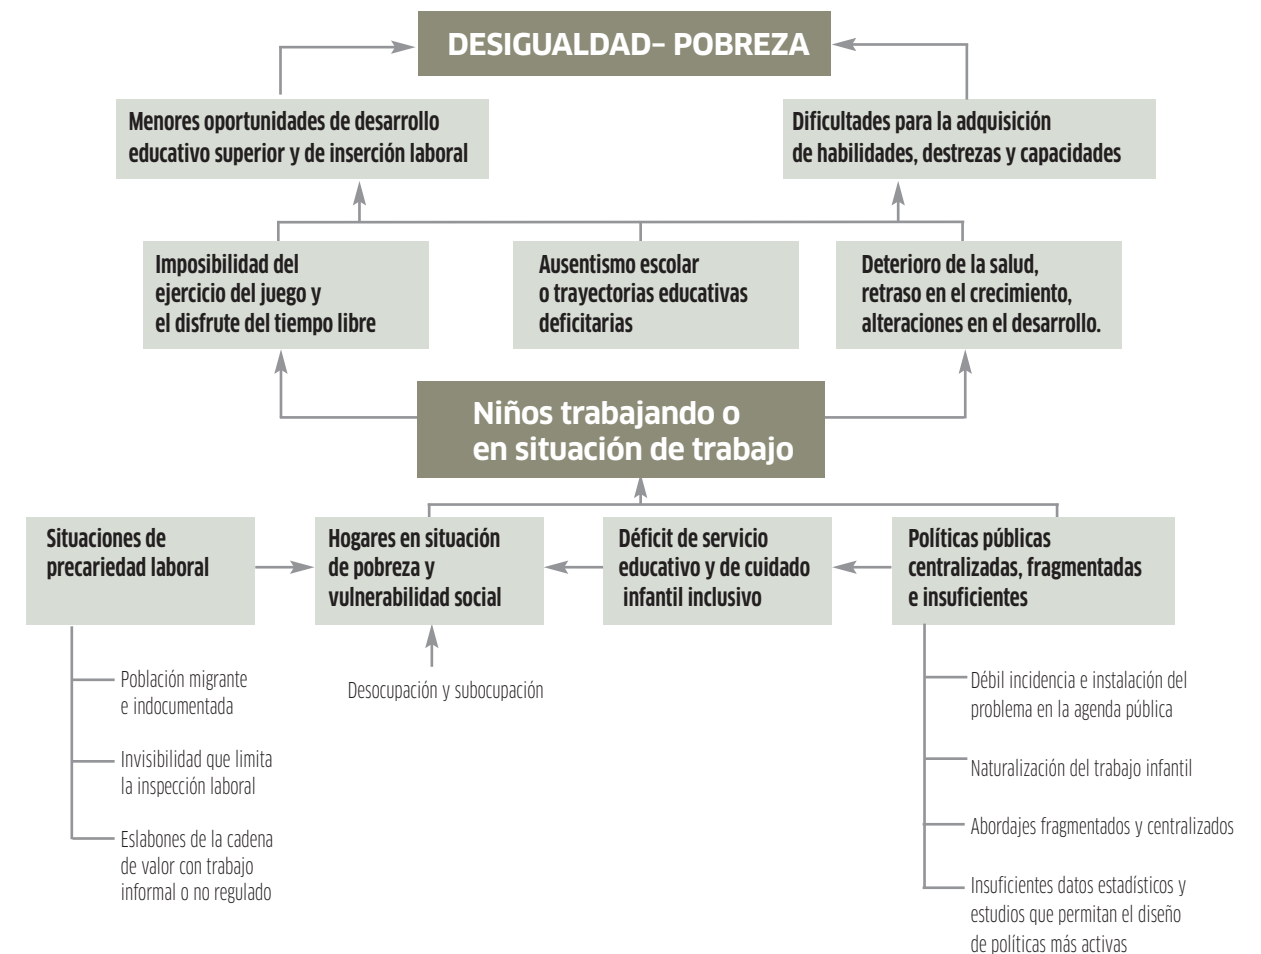 DESIGUALDAD– POBREZA
Menores oportunidades de desarrollo
educativo superior y de inserción laboral
Dificultades para la adquisición
de habilidades, destrezas y capacidades
Imposibilidad del
ejercicio del juego y
el disfrute del tiempo libre
Ausentismo escolar
o trayectorias educativas
deficitarias
Deterioro de la salud,
retraso en el crecimiento,
alteraciones en el desarrollo.
Niños trabajando o
en situación de trabajo
Situaciones de
precariedad laboral
Hogares en situación
de pobreza y
vulnerabilidad social
Déficit de servicio
educativo y de cuidado
infantil inclusivo
Políticas públicas
centralizadas, fragmentadas
e insuficientes
Población migrante
e indocumentada
Invisibilidad que limita
la inspección laboral
Eslabones de la cadena
de valor con trabajo
informal o no regulado
Desocupación y subocupación
Débil incidencia e instalación del
problema en la agenda pública
Naturalización del trabajo infantil
Abordajes fragmentados y centralizados
Insuficientes datos estadísticos y
estudios que permitan el diseño
de políticas más activas